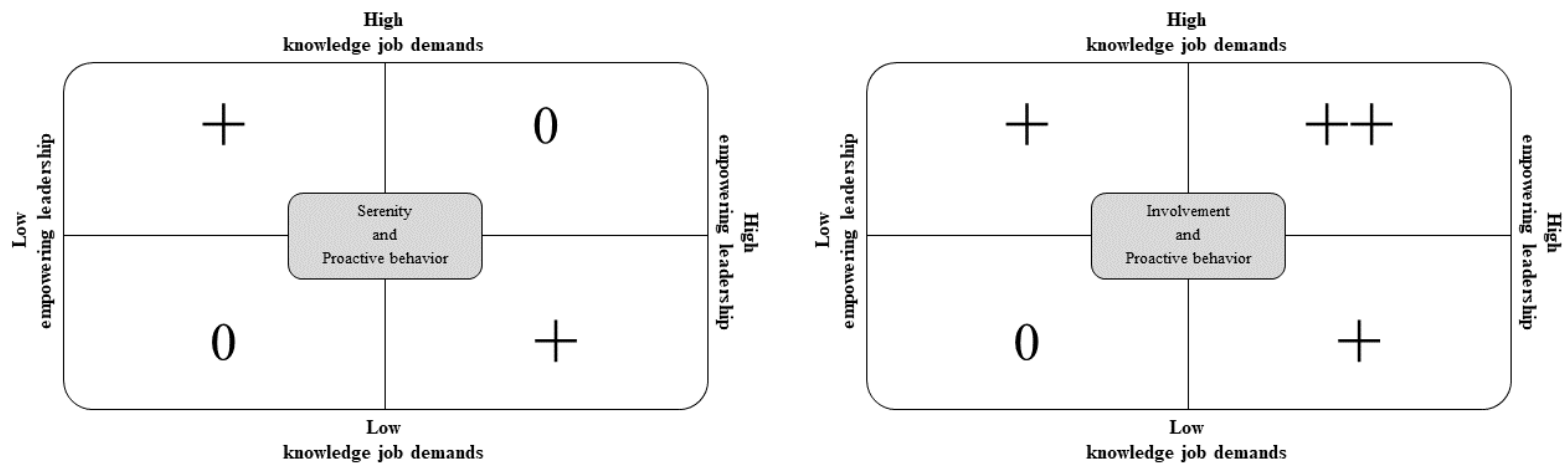 High
knowledge job demands
Low
empowering leadership
+
0
Serenity
and
Proactive behavior
0
+
High
empowering leadership
Low
knowledge job demands
High
knowledge job demands
Low
empowering leadership
+
++
Involvement
and
Proactive behavior
0
+
High
empowering leadership
Low
knowledge job demands